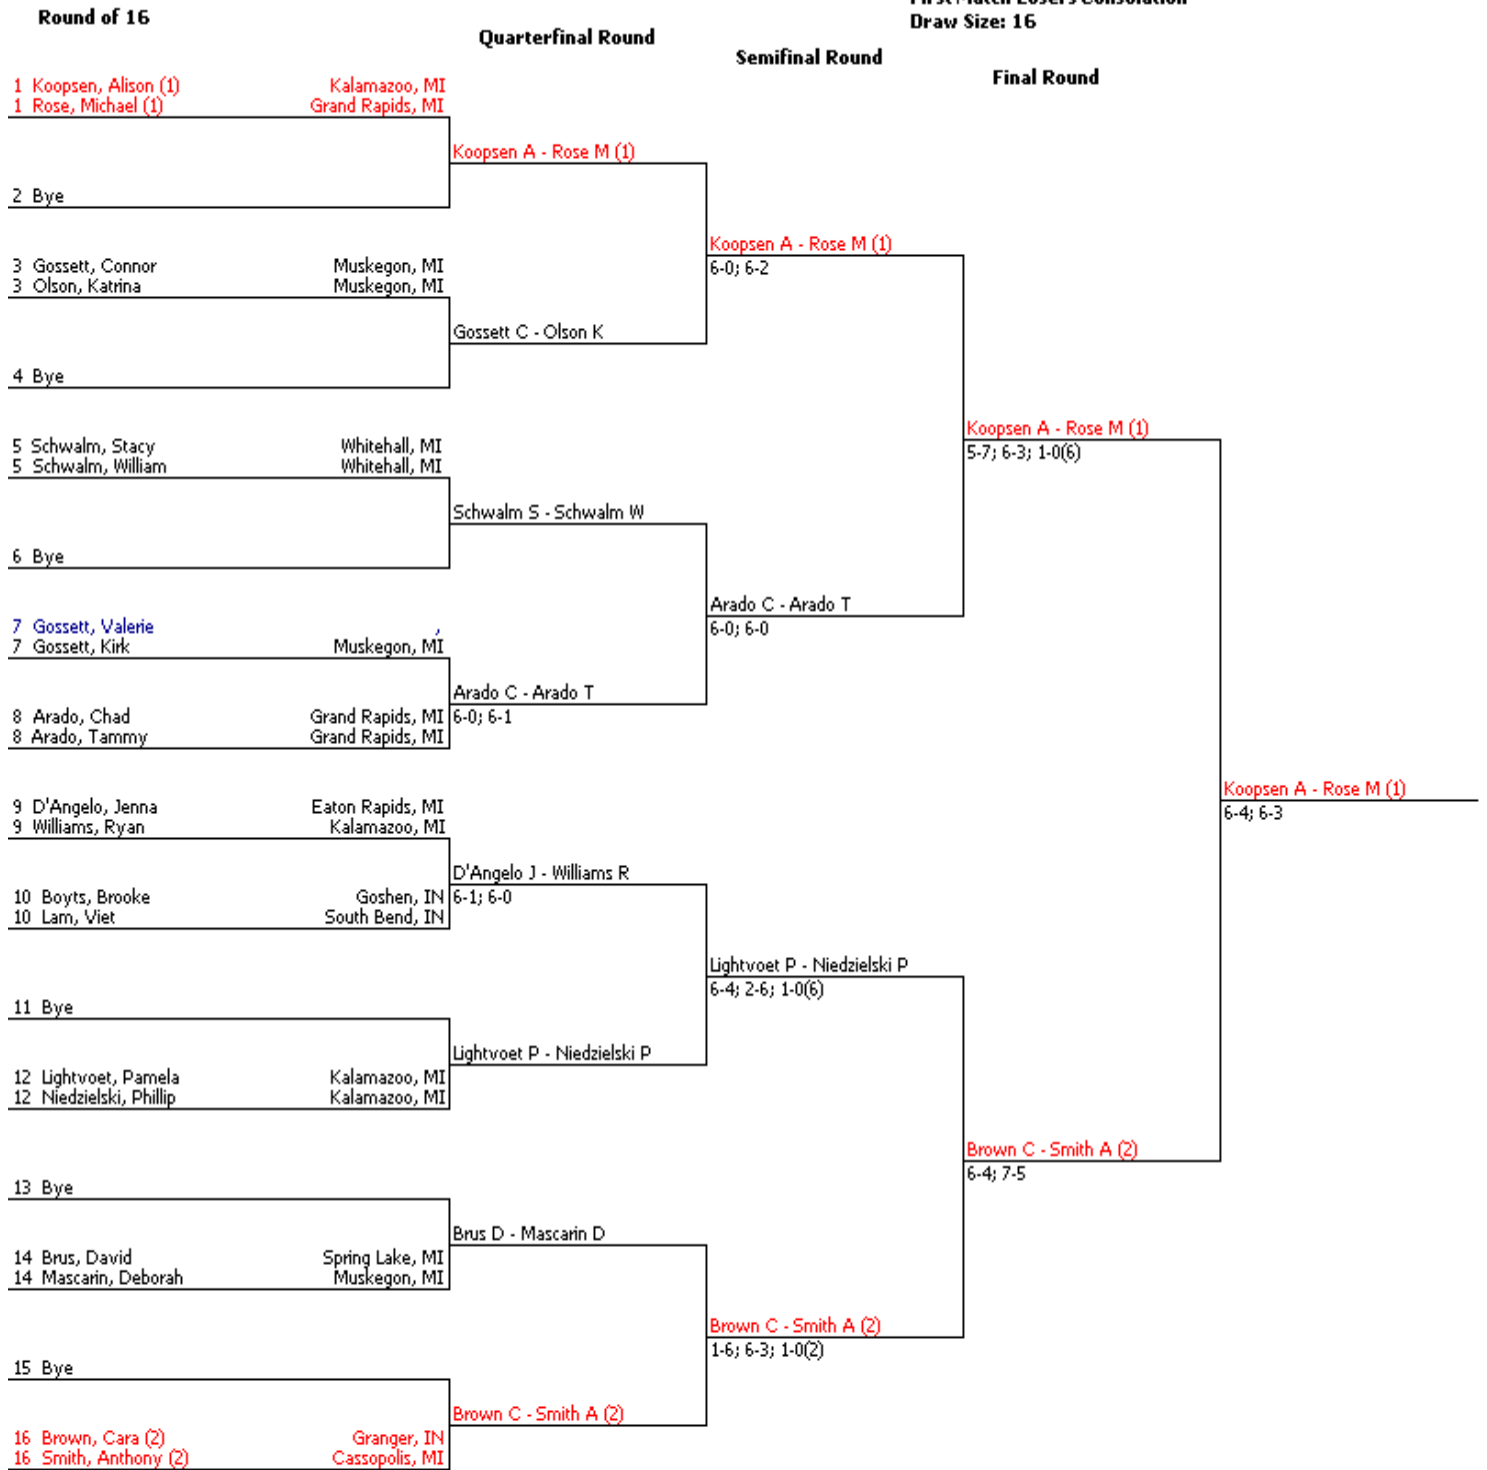 First Match Losers Consolation
Round of 16
Draw Size: 16
Quarterfinal Round
Semifinal Round
Final Round
1 Koopsen, Alison (1) Kalamazoo, MI
1 Rose, Michael (1) Grand Rapids, MI
Koopsen A - Rose M (1)
2 Bye
Koopsen A - Rose M (1)
6-0; 6-2
3 Gossett, Connor Muskegon, MI
3 Olson, Katrina Muskegon, MI
Gossett C - Olson K
4 Bye
Koopsen A - Rose M (1)
5-7; 6-3; 1-0(6)
5 Schwalm, Stacy Whitehall, MI
5 Schwalm, William Whitehall, MI
Schwalm S - Schwalm W
6 Bye
Arado C - Arado T
6-0; 6-0
7 Gossett, Valerie ,
7 Gossett, Kirk Muskegon, MI
Arado C - Arado T
6-0; 6-1
8 Arado, Chad Grand Rapids, MI
8 Arado, Tammy Grand Rapids, MI
Koopsen A - Rose M (1)
6-4; 6-3
9 D'Angelo, Jenna Eaton Rapids, MI
9 Williams, Ryan Kalamazoo, MI
D'Angelo J - Williams R
6-1; 6-0
10 Boyts, Brooke Goshen, IN
10 Lam, Viet South Bend, IN
Lightvoet P - Niedzielski P
6-4; 2-6; 1-0(6)
11 Bye
Lightvoet P - Niedzielski P
12 Lightvoet, Pamela Kalamazoo, MI
12 Niedzielski, Phillip Kalamazoo, MI
Brown C - Smith A (2)
6-4; 7-5
13 Bye
Brus D - Mascarin D
14 Brus, David Spring Lake, MI
14 Mascarin, Deborah Muskegon, MI
Brown C - Smith A (2)
1-6; 6-3; 1-0(2)
15 Bye
Brown C - Smith A (2)
16 Brown, Cara (2) Granger, IN
16 Smith, Anthony (2) Cassopolis, MI